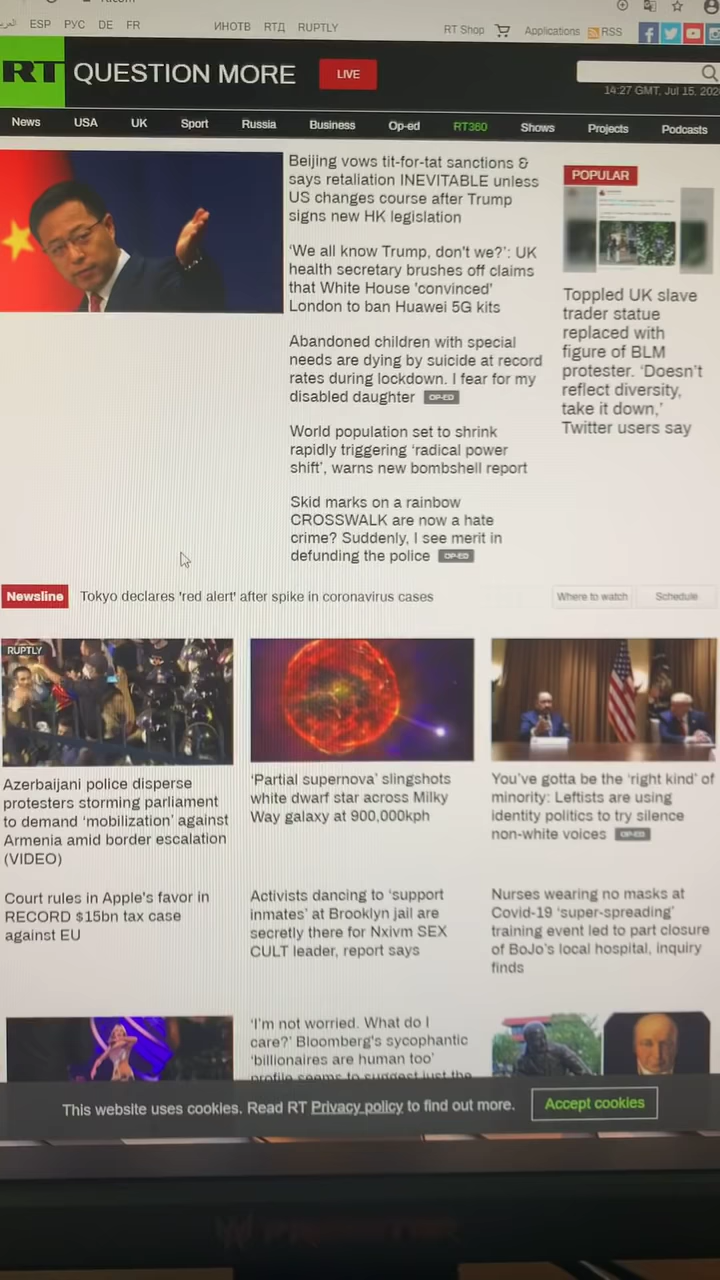 العر
ESP РУС DE FR
ИНОТВ RTД RUPTLY
RT Shop Applications RSS
RT QUESTION MORE LIVE
14:27 GMT, Jul 15, 202
News USA UK Sport Russia Business Op-ed RT360 Shows Projects Podcasts
Beijing vows tit-for-tat sanctions &
says retaliation INEVITABLE unless
US changes course after Trump
signs new HK legislation
‘We all know Trump, don't we?’: UK
health secretary brushes off claims
that White House 'convinced'
London to ban Huawei 5G kits
Abandoned children with special
needs are dying by suicide at record
rates during lockdown. I fear for my
disabled daughter OP-ED
World population set to shrink
rapidly triggering ‘radical power
shift’, warns new bombshell report
Skid marks on a rainbow
CROSSWALK are now a hate
crime? Suddenly, I see merit in
defunding the police OP-ED
POPULAR
Toppled UK slave
trader statue
replaced with
figure of BLM
protester. ‘Doesn’t
reflect diversity,
take it down,’
Twitter users say
Newsline Tokyo declares 'red alert' after spike in coronavirus cases
Where to watch Schedule
RUPTLY
Azerbaijani police disperse
protesters storming parliament
to demand ‘mobilization’ against
Armenia amid border escalation
(VIDEO)
‘Partial supernova’ slingshots
white dwarf star across Milky
Way galaxy at 900,000kph
You’ve gotta be the ‘right kind’ of
minority: Leftists are using
identity politics to try silence
non-white voices OP-ED
Court rules in Apple's favor in
RECORD $15bn tax case
against EU
Activists dancing to ‘support
inmates’ at Brooklyn jail are
secretly there for Nxivm SEX
CULT leader, report says
Nurses wearing no masks at
Covid-19 ‘super-spreading’
training event led to part closure
of BoJo’s local hospital, inquiry
finds
‘I’m not worried. What do I
care?’ Bloomberg's sycophantic
‘billionaires are human too’
profile seems to suggest just the
This website uses cookies. Read RT Privacy policy to find out more.
Accept cookies